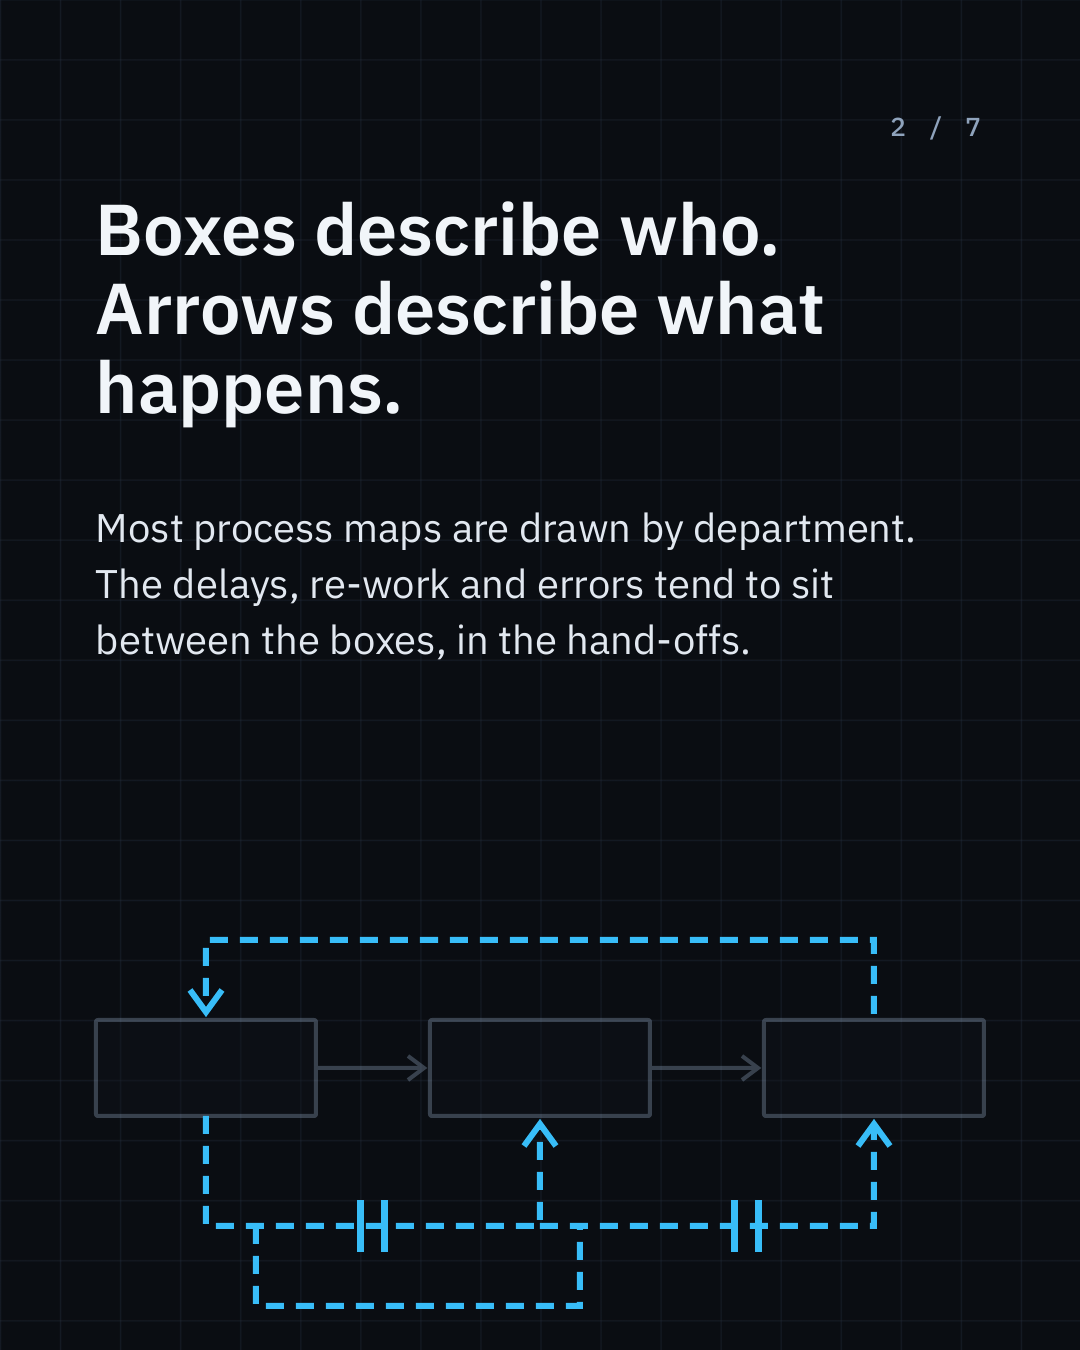 2 / 7
Boxes describe who.
Arrows describe what
happens.
Most process maps are drawn by department.
The delays, re-work and errors tend to sit
between the boxes, in the hand-offs.